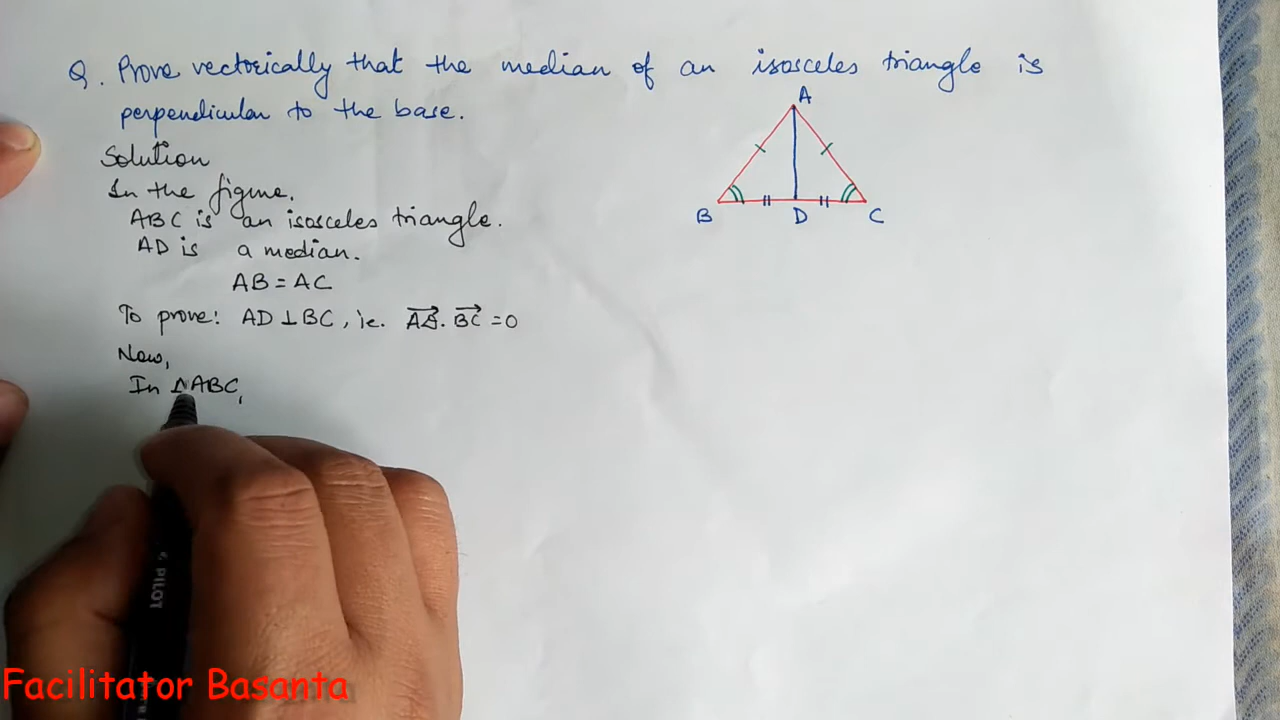 Q. Prove vectorically that the median of an isosceles triangle is
perpendicular to the base.
Solution
In the figure.
ABC is an isosceles triangle.
AD is a median.
AB = AC
To prove: AD ⊥ BC, ie. AD⃗. BC⃗ = 0
Now,
In ΔABC,
A
B D C
PILOT
Facilitator Basanta